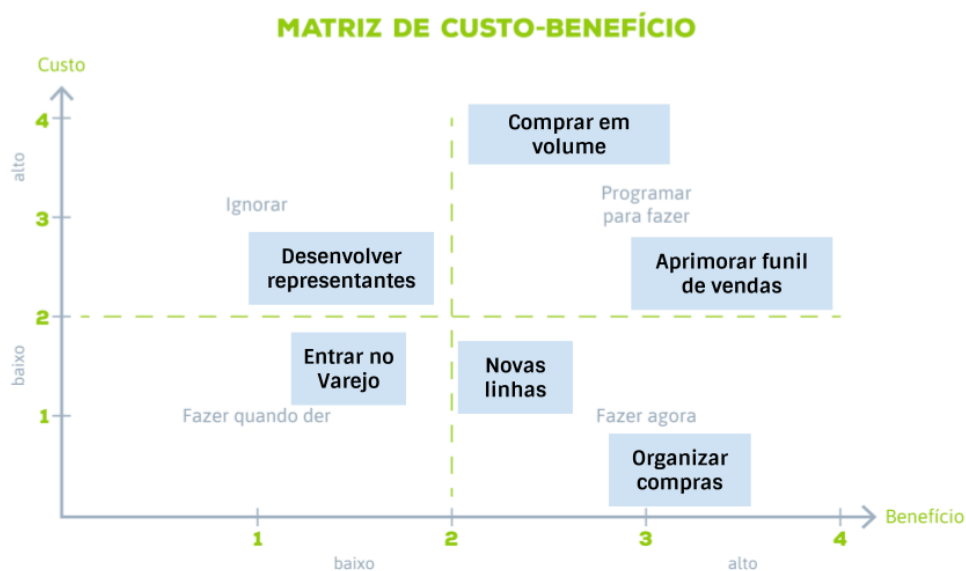 MATRIZ DE CUSTO-BENEFÍCIO
Custo
4
Comprar em
volume
alto
Ignorar
Programar
para fazer
3
Desenvolver
representantes
Aprimorar funil
de vendas
2
baixo
Entrar no
Varejo
Novas
linhas
1
Fazer quando der
Fazer agora
Organizar
compras
Benefício
1
2
3
4
baixo
alto